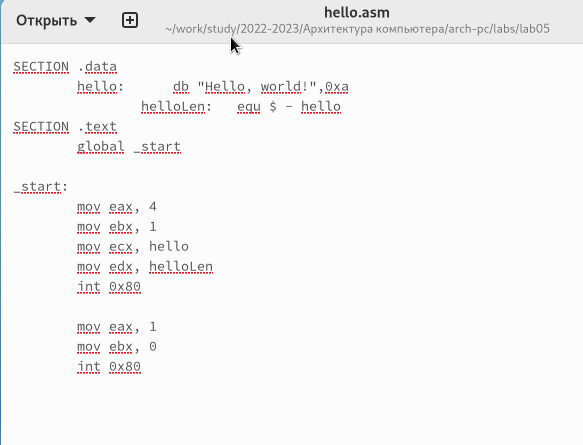 Открыть
hello.asm
~/work/study/2022-2023/Архитектура компьютера/arch-pc/labs/lab05
SECTION .data
hello: db "Hello, world!",0xa
helloLen: equ $ - hello
SECTION .text
global _start
_start:
mov eax, 4
mov ebx, 1
mov ecx, hello
mov edx, helloLen
int 0x80
mov eax, 1
mov ebx, 0
int 0x80